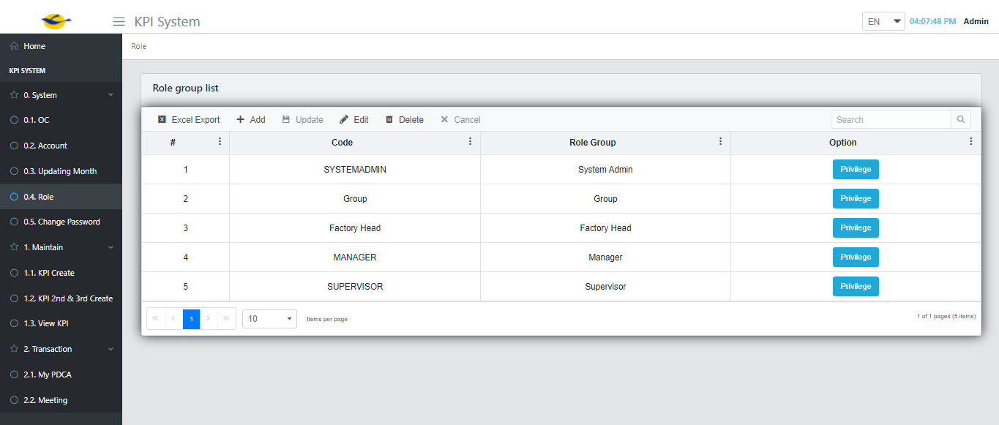 KPI System
EN
04:07:48 PM
Admin
Home
KPI SYSTEM
0. System
0.1. OC
0.2. Account
0.3. Updating Month
0.4. Role
0.5. Change Password
1. Maintain
1.1. KPI Create
1.2. KPI 2nd & 3rd Create
1.3. View KPI
2. Transaction
2.1. My PDCA
2.2. Meeting
Role
Role group list
Excel Export Add Update Edit Delete Cancel Search
# Code Role Group Option
1 SYSTEMADMIN System Admin Privilege
2 Group Group Privilege
3 Factory Head Factory Head Privilege
4 MANAGER Manager Privilege
5 SUPERVISOR Supervisor Privilege
1 10 Items per page 1 of 1 pages (5 items)